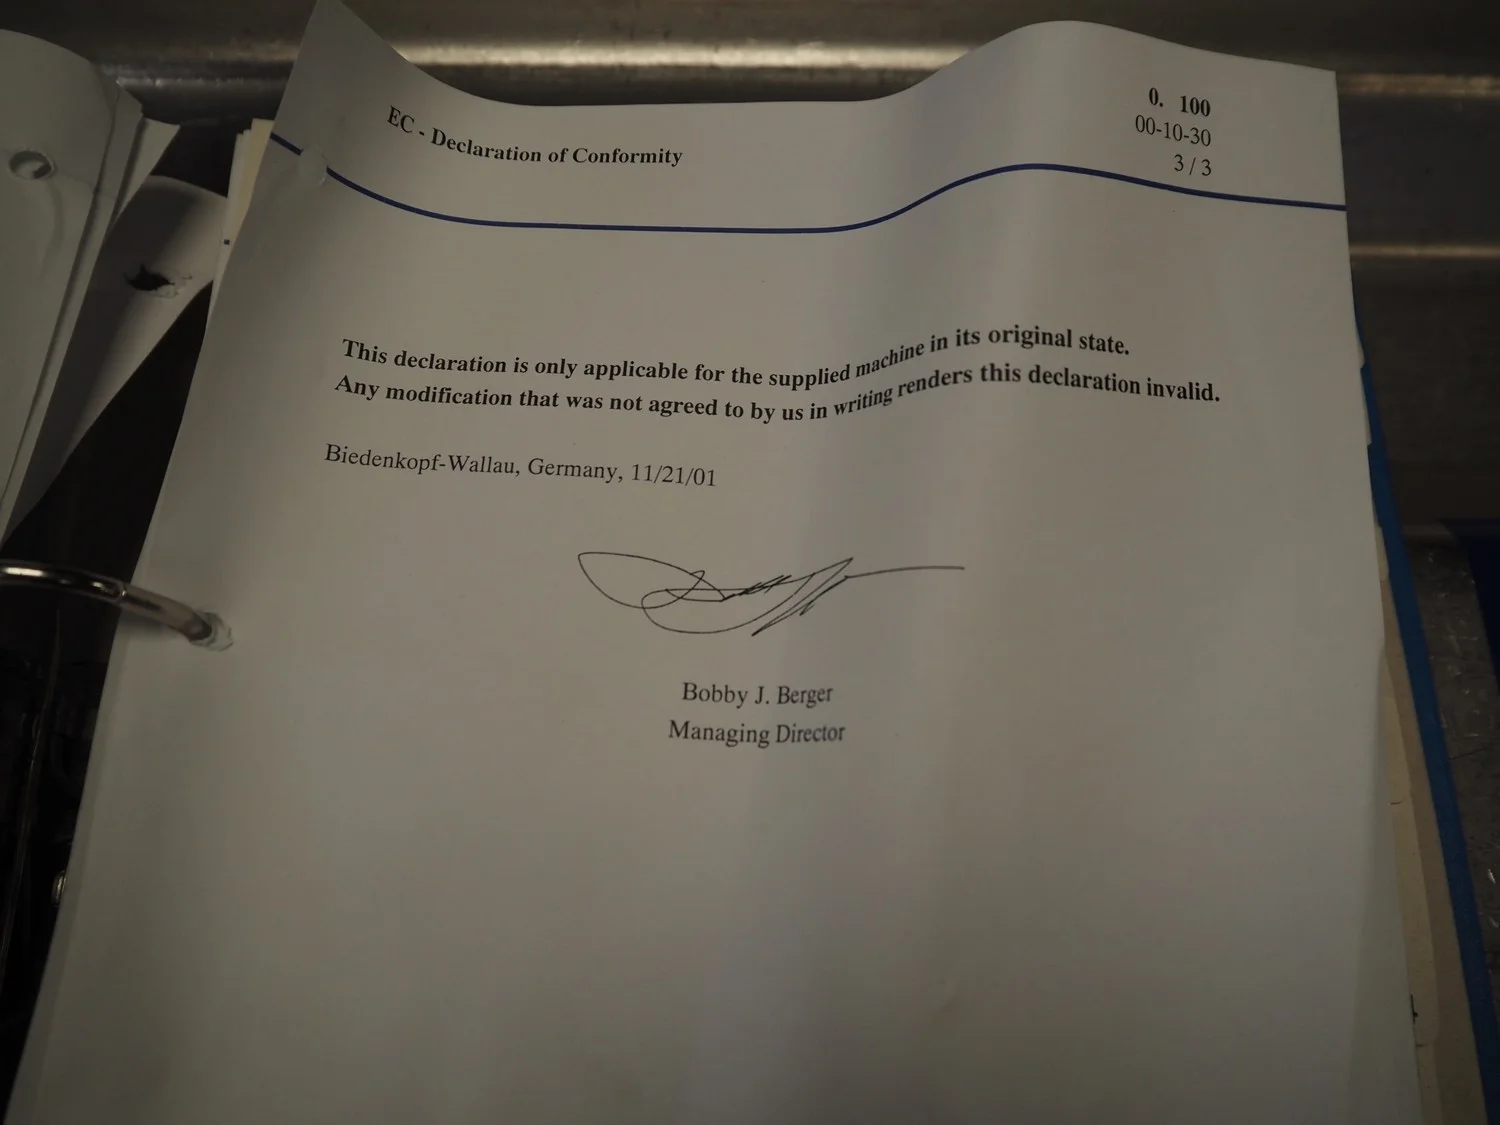 EC - Declaration of Conformity
0. 100
00-10-30
3 / 3
This declaration is only applicable for the supplied machine in its original state.
Any modification that was not agreed to by us in writing renders this declaration invalid.
Biedenkopf-Wallau, Germany, 11/21/01
Bobby J. Berger
Managing Director